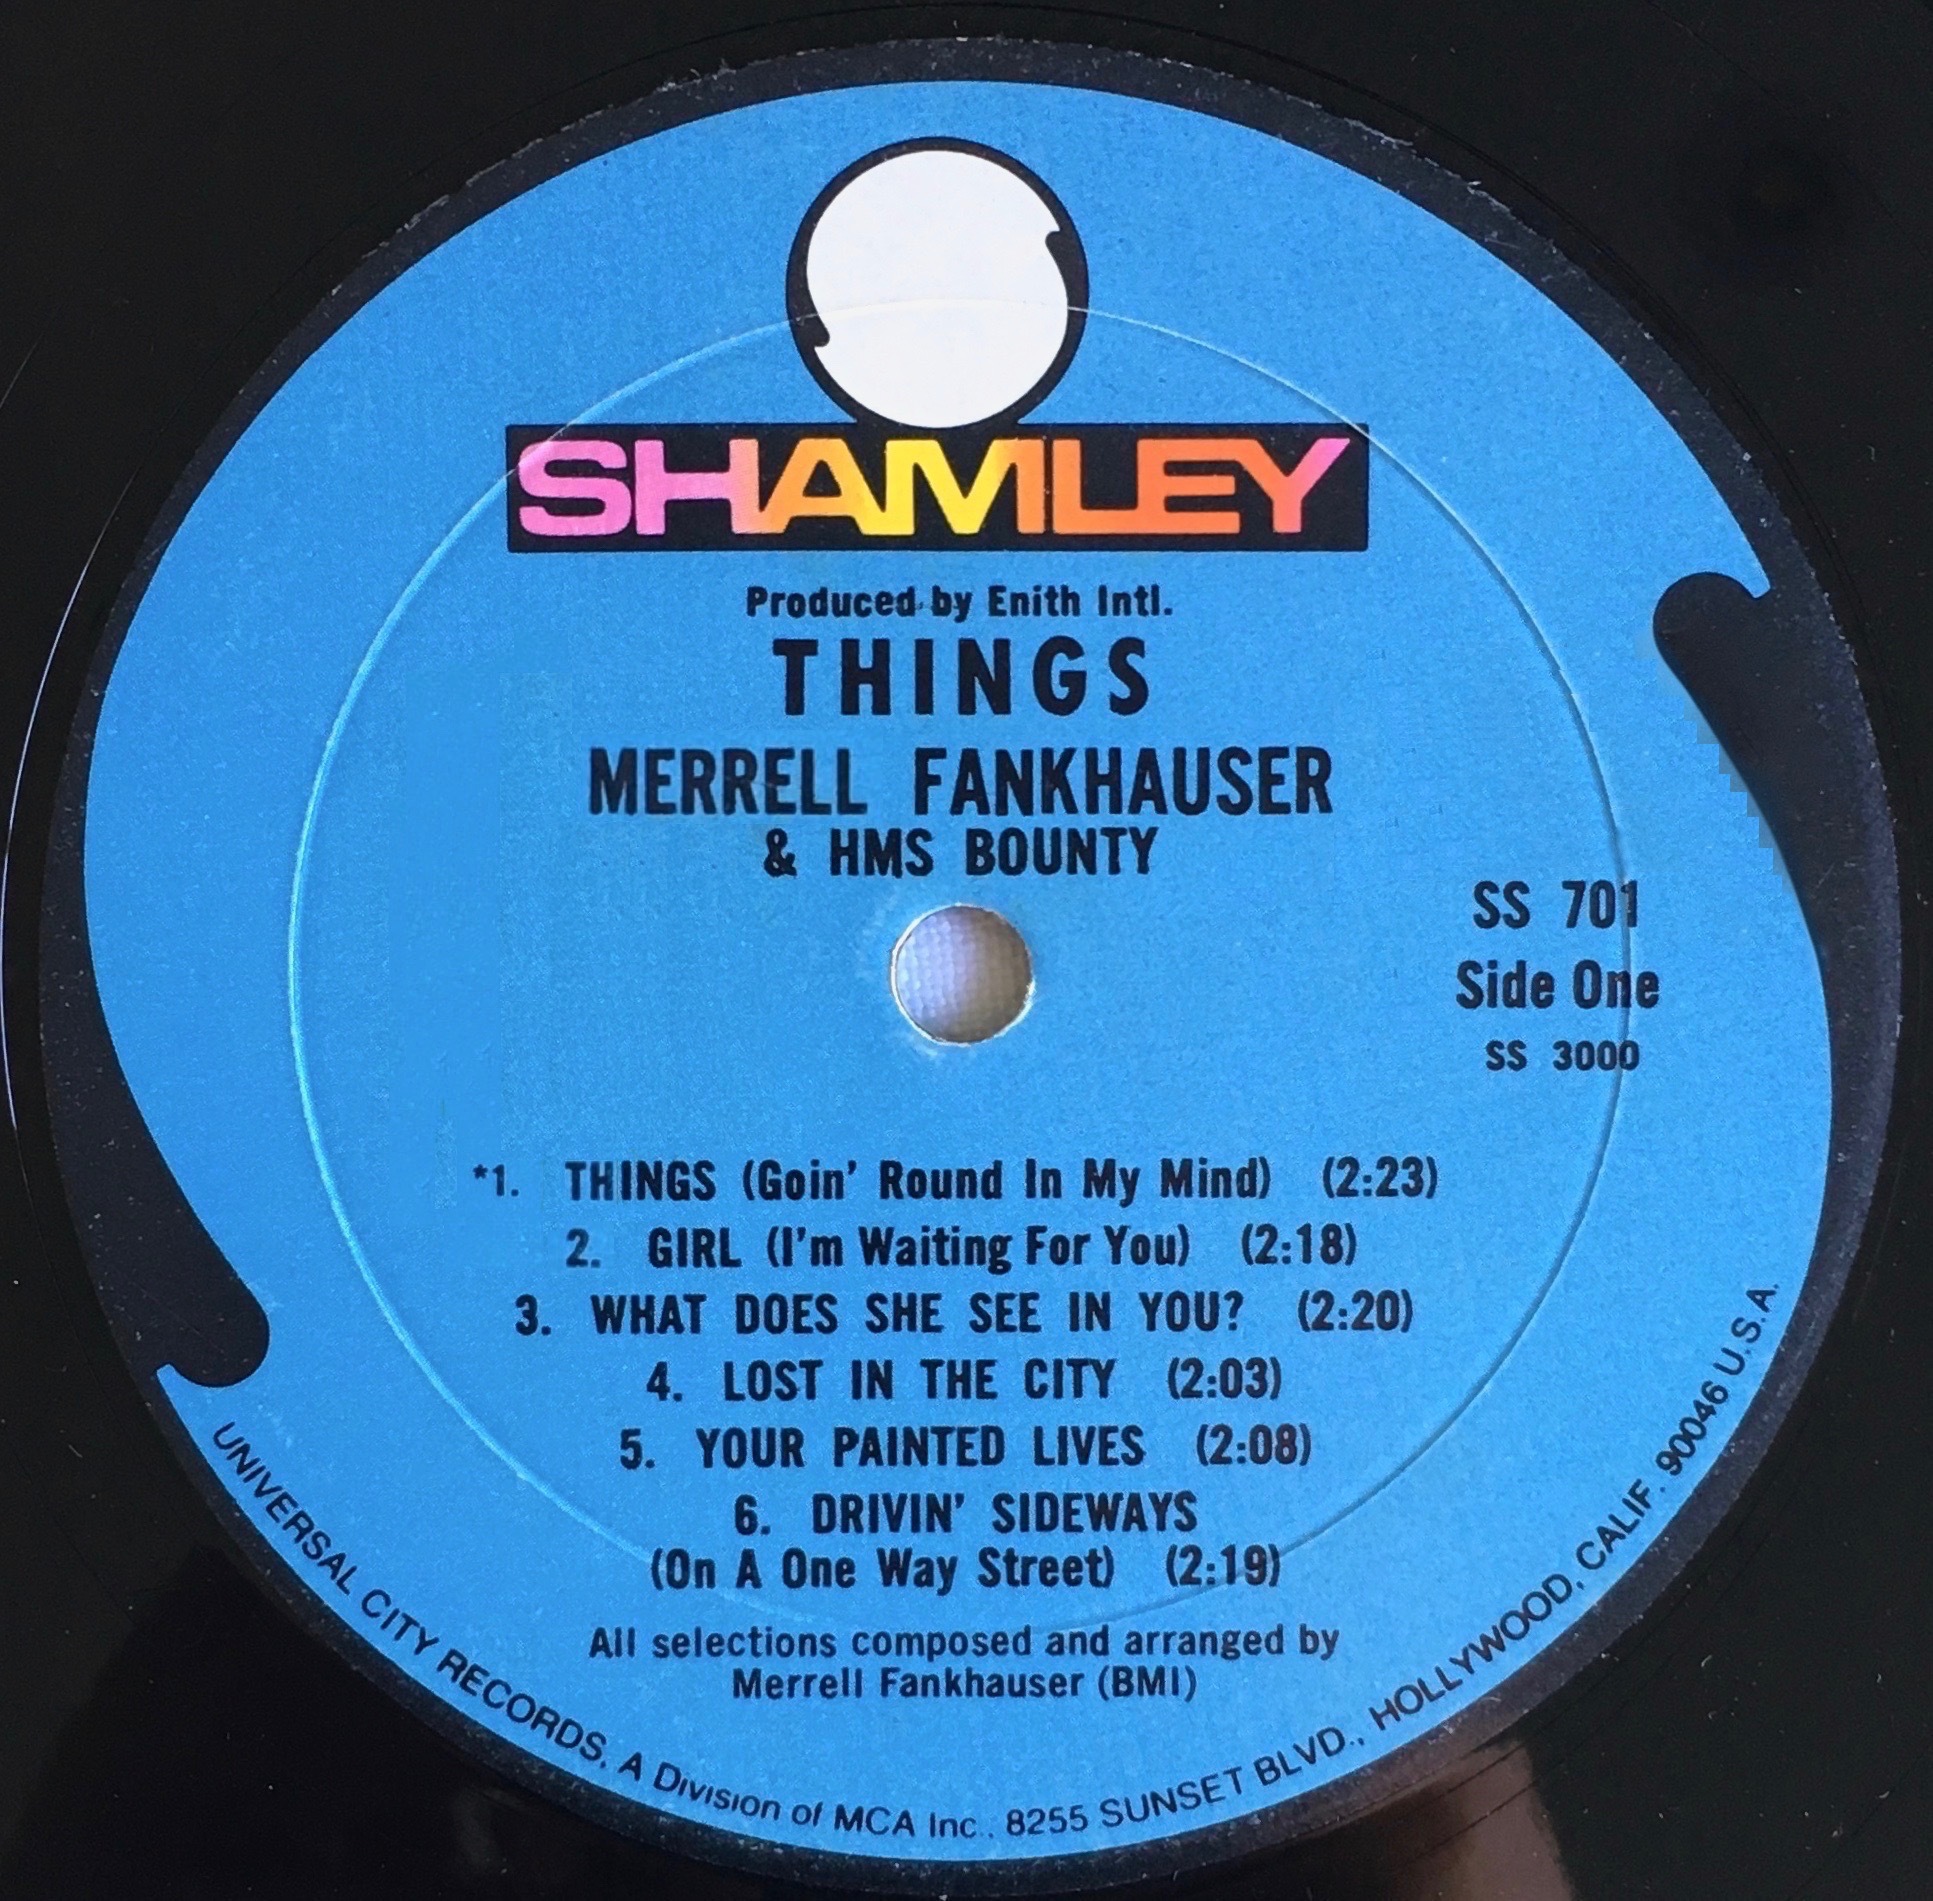 SHAMLEY
Produced by Enith Intl.
THINGS
MERRELL FANKHAUSER
& HMS BOUNTY
SS 701
Side One
SS 3000
*1. THINGS (Goin' Round In My Mind) (2:23)
2. GIRL (I'm Waiting For You) (2:18)
3. WHAT DOES SHE SEE IN YOU? (2:20)
4. LOST IN THE CITY (2:03)
5. YOUR PAINTED LIVES (2:08)
6. DRIVIN' SIDEWAYS
(On A One Way Street) (2:19)
All selections composed and arranged by
Merrell Fankhauser (BMI)
UNIVERSAL CITY RECORDS, A Division of MCA Inc., 8255 SUNSET BLVD., HOLLYWOOD, CALIF. 90046 U.S.A.